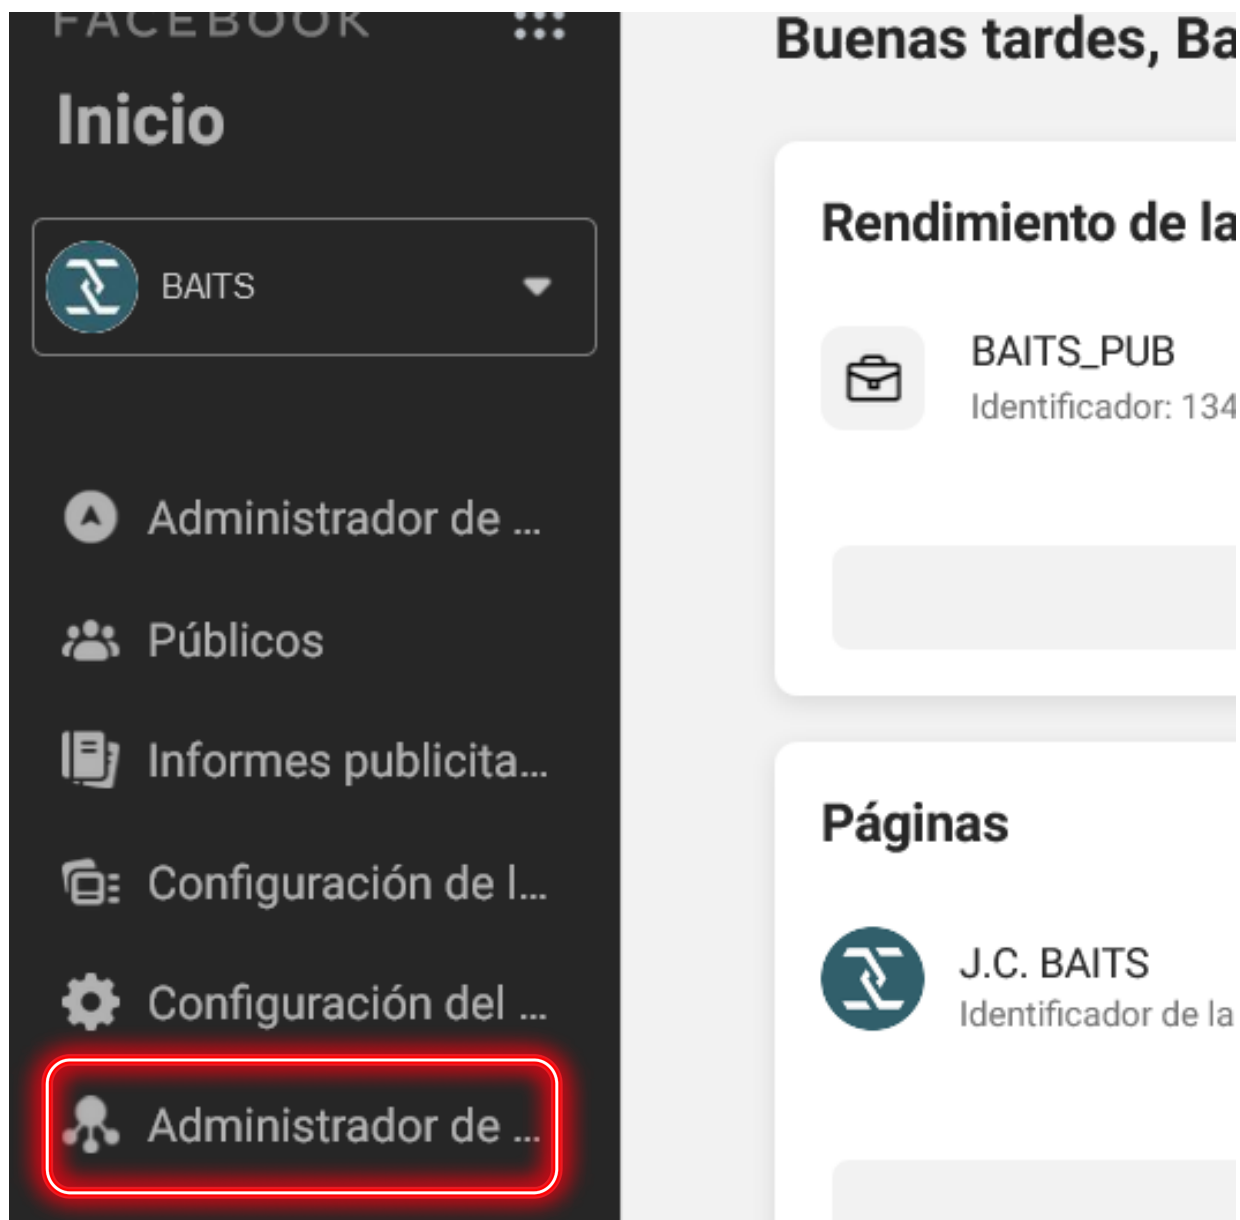 FACEBOOK
Inicio
BAITS
Administrador de ...
Públicos
Informes publicita...
Configuración de l...
Configuración del ...
Administrador de ...
Buenas tardes, Ba
Rendimiento de la
BAITS_PUB
Identificador: 134
Páginas
J.C. BAITS
Identificador de la